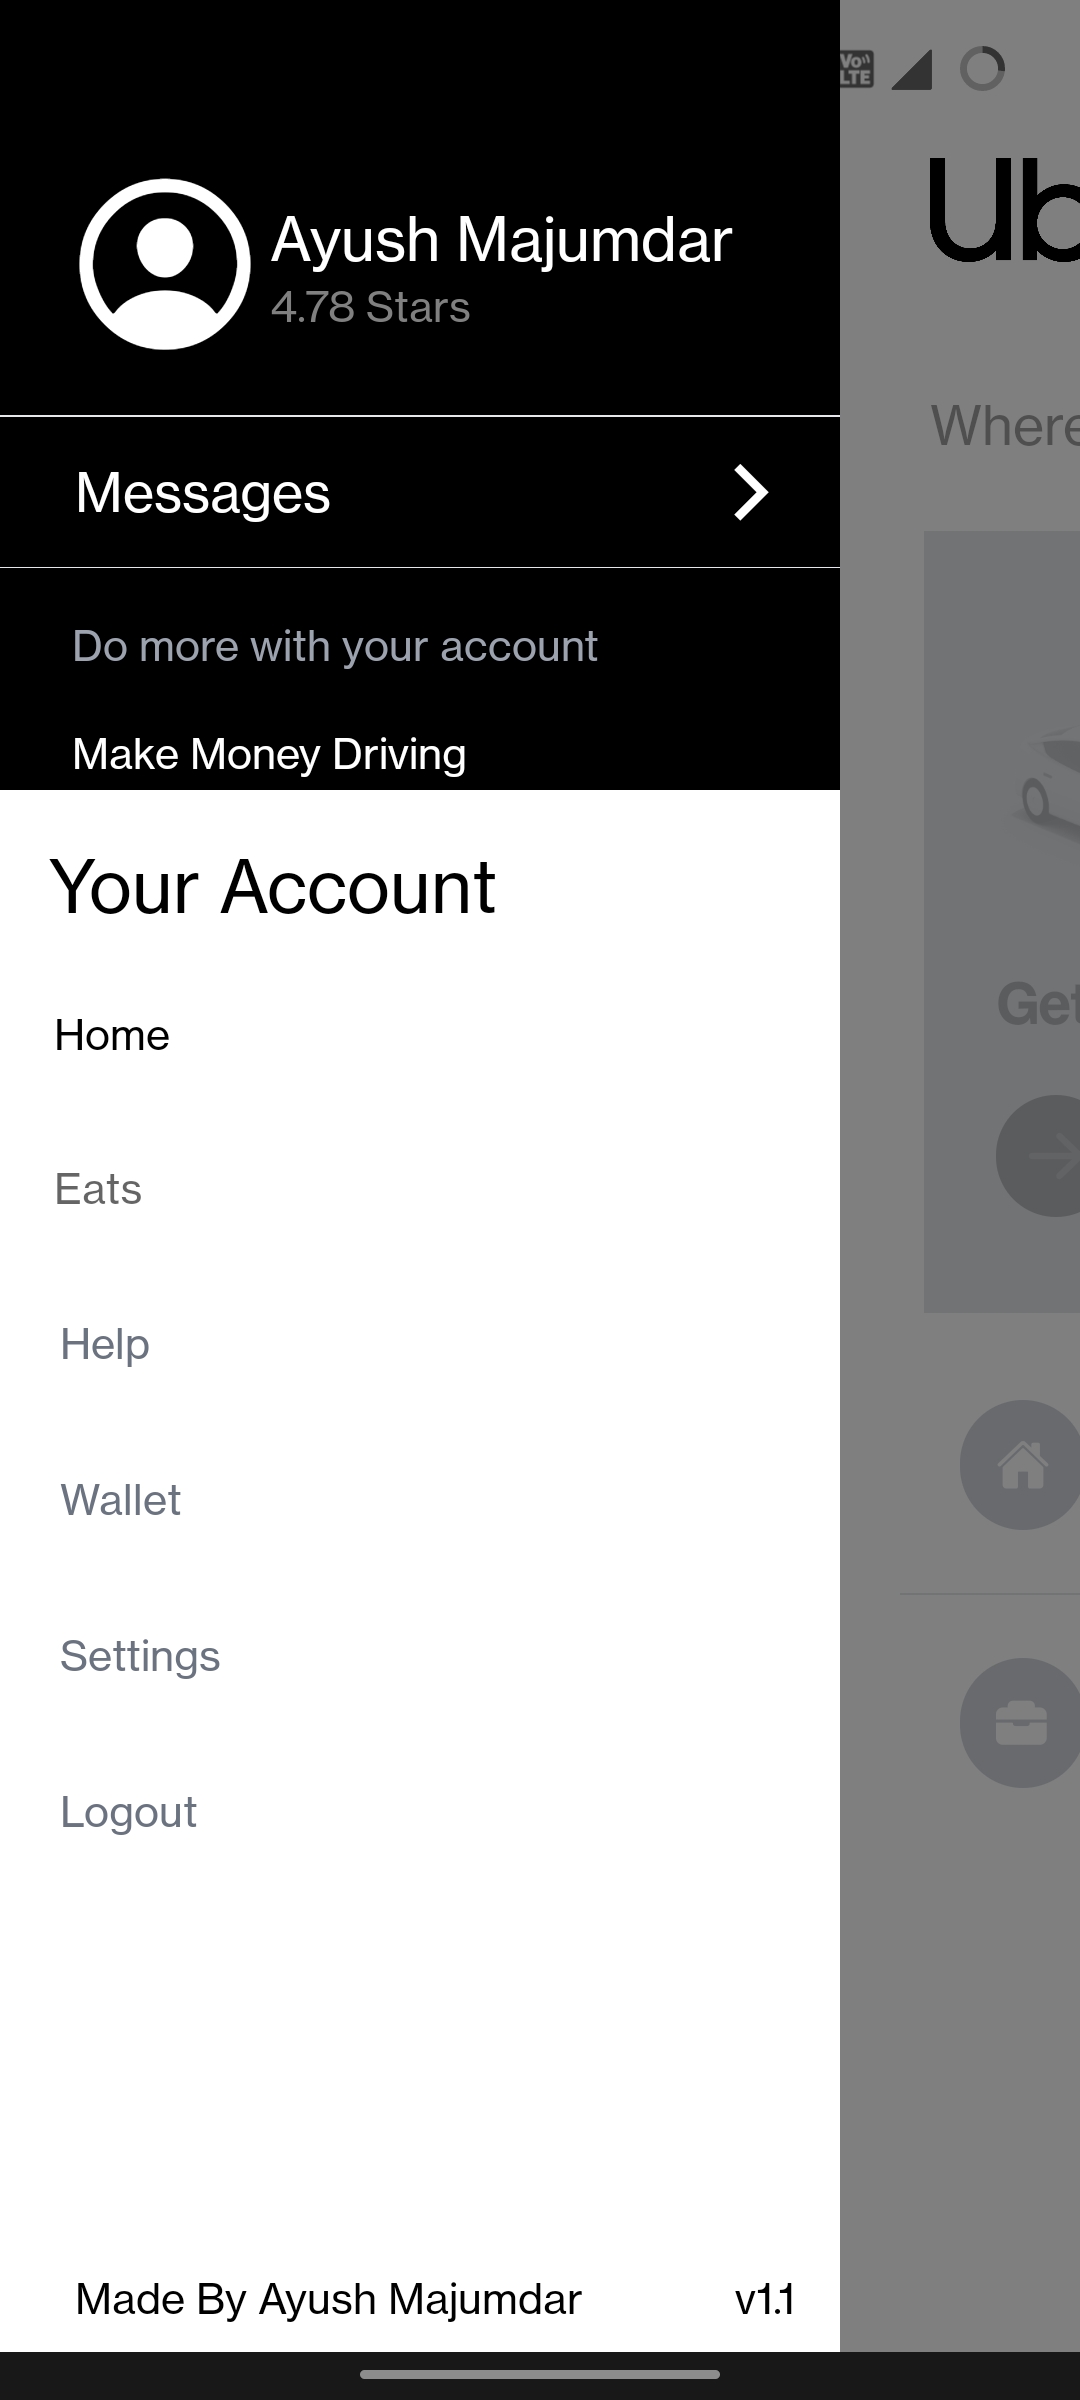 Vo LTE
Ub
Ayush Majumdar
4.78 Stars
Where
Messages
Do more with your account
Make Money Driving
Your Account
Get
Home
Eats
Help
Wallet
Settings
Logout
Made By Ayush Majumdar v1.1